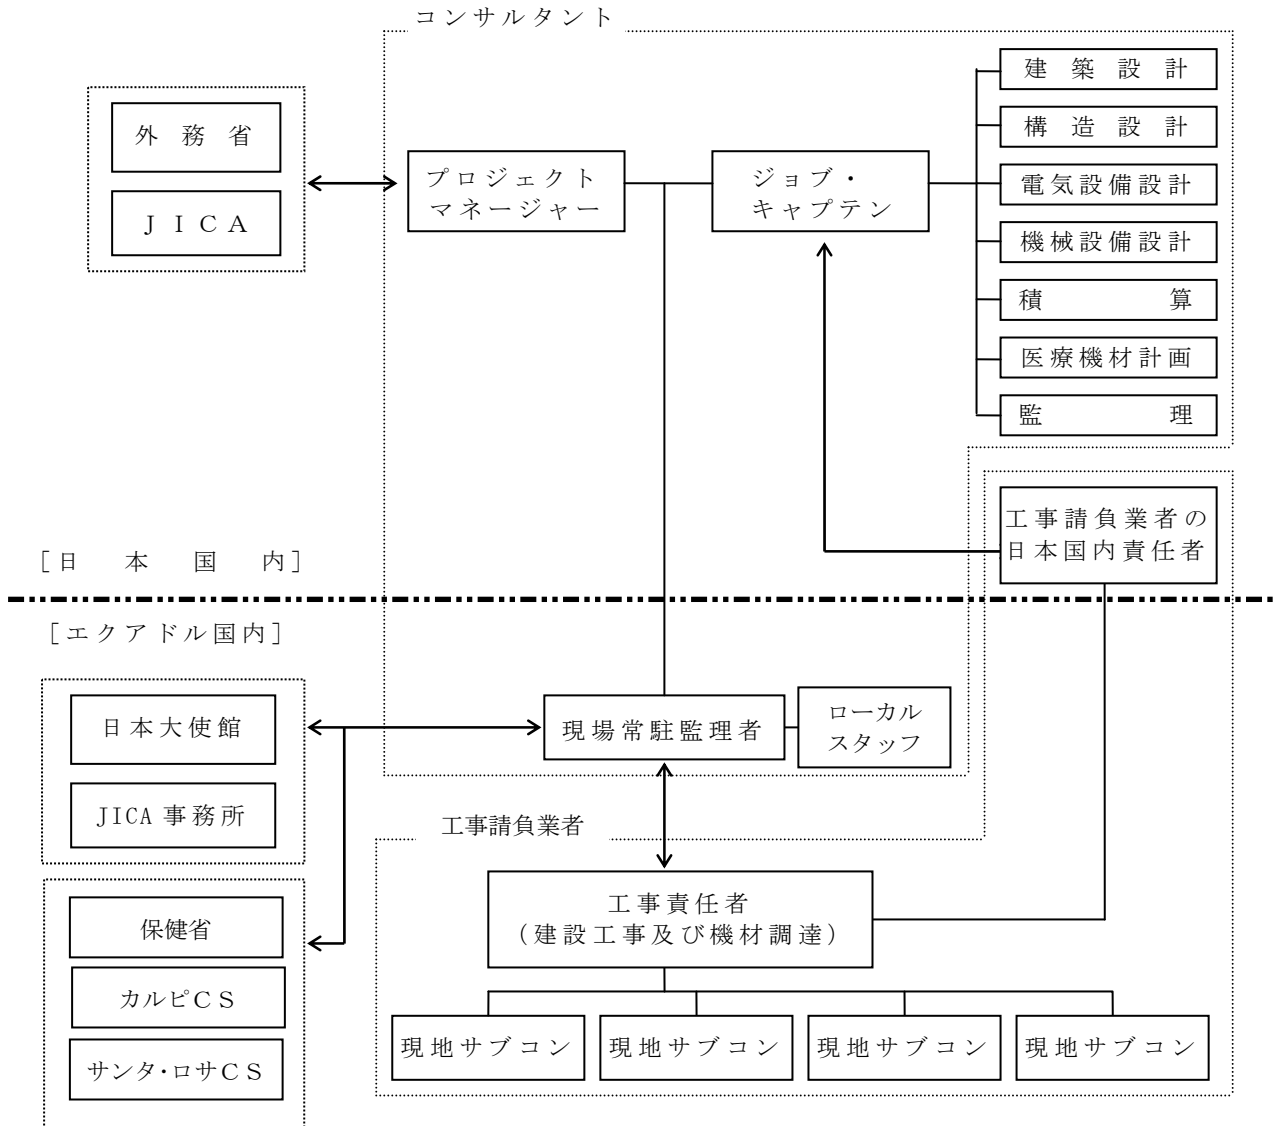 コンサルタント
外務省
JICA
プロジェクト
マネージャー
ジョブ・
キャプテン
建築設計
構造設計
電気設備設計
機械設備設計
積算
医療機材計画
監理
工事請負業者の
日本国内責任者
［日本国内］
［エクアドル国内］
日本大使館
JICA 事務所
現場常駐監理者
ローカル
スタッフ
工事請負業者
保健省
カルピCS
サンタ・ロサCS
工事責任者
（建設工事及び機材調達）
現地サブコン
現地サブコン
現地サブコン
現地サブコン